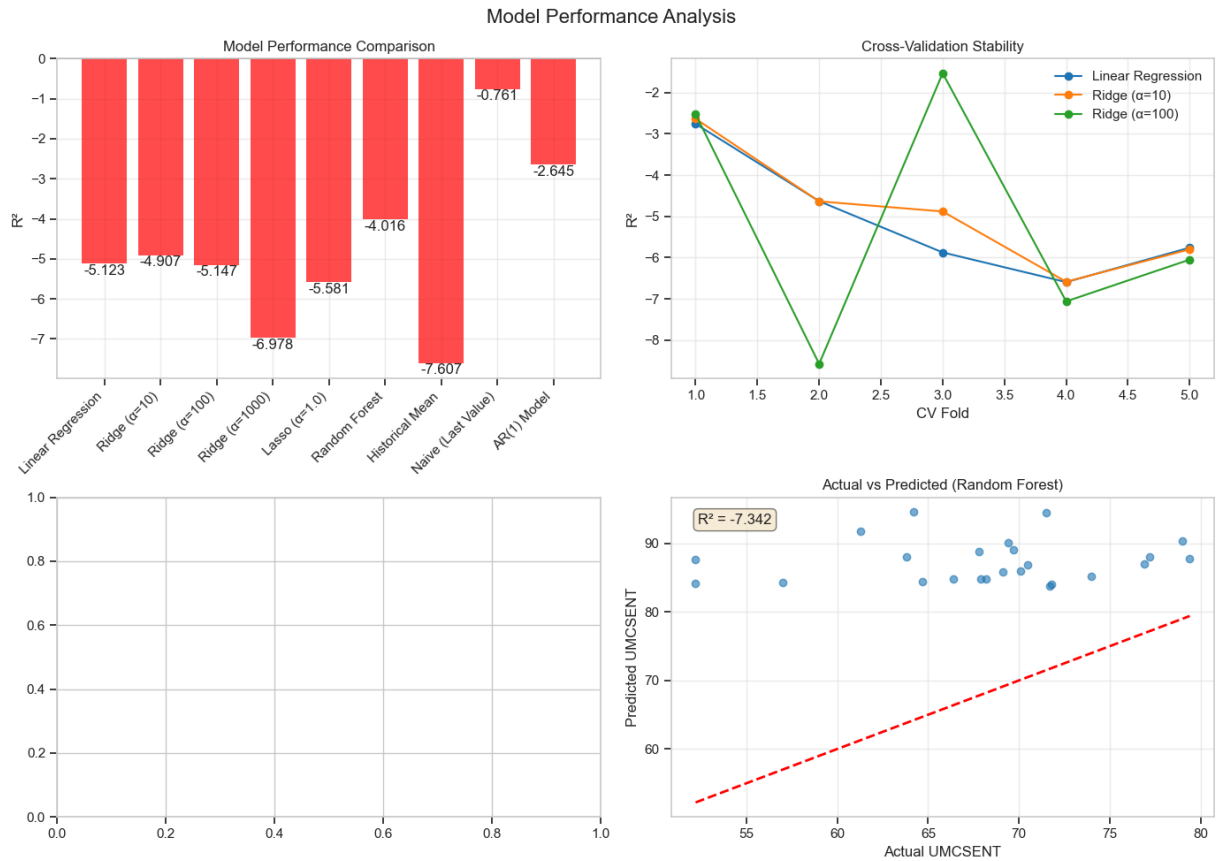 Model Performance Analysis
Model Performance Comparison
0
−1
−2
−3
−4
−5
−6
−7
R²
-5.123
-4.907
-5.147
-6.978
-5.581
-4.016
-7.607
-0.761
-2.645
Linear Regression
Ridge (α=10)
Ridge (α=100)
Ridge (α=1000)
Lasso (α=1.0)
Random Forest
Historical Mean
Naive (Last Value)
AR(1) Model
Cross-Validation Stability
Linear Regression
Ridge (α=10)
Ridge (α=100)
−2
−3
−4
−5
−6
−7
−8
R²
1.0 1.5 2.0 2.5 3.0 3.5 4.0 4.5 5.0
CV Fold
1.0
0.8
0.6
0.4
0.2
0.0
0.0 0.2 0.4 0.6 0.8 1.0
Actual vs Predicted (Random Forest)
R² = -7.342
90
80
70
60
Predicted UMCSENT
55 60 65 70 75 80
Actual UMCSENT